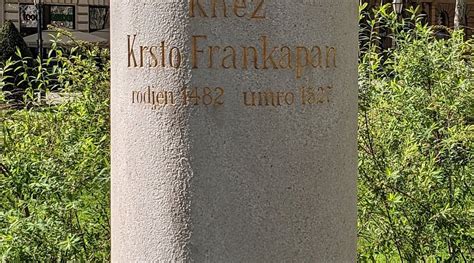 Knez
Krsto Frankapan
rodjen 1482 umro 1527